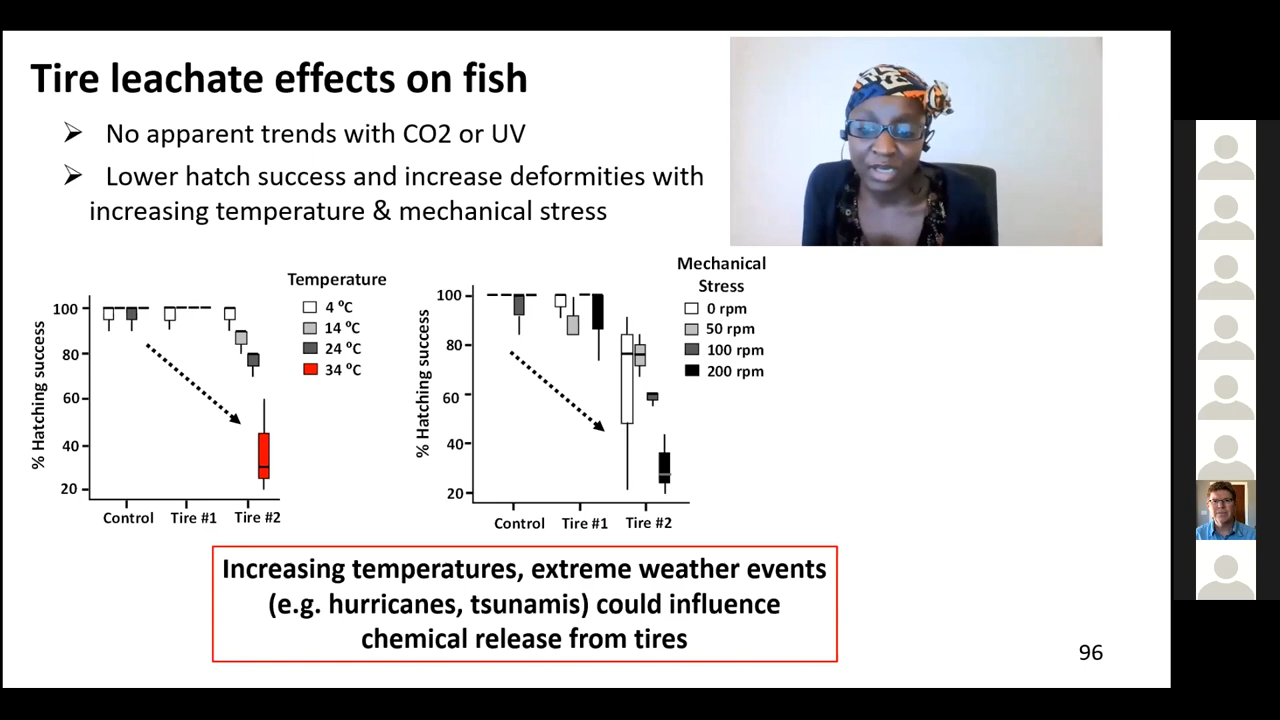 Tire leachate effects on fish
➢ No apparent trends with CO2 or UV
➢ Lower hatch success and increase deformities with
increasing temperature & mechanical stress
Temperature
4 ºC
14 ºC
24 ºC
34 ºC
% Hatching success
100
80
60
40
20
Control
Tire #1
Tire #2
Mechanical
Stress
0 rpm
50 rpm
100 rpm
200 rpm
% Hatching success
100
80
60
40
20
Control
Tire #1
Tire #2
Increasing temperatures, extreme weather events
(e.g. hurricanes, tsunamis) could influence
chemical release from tires
96